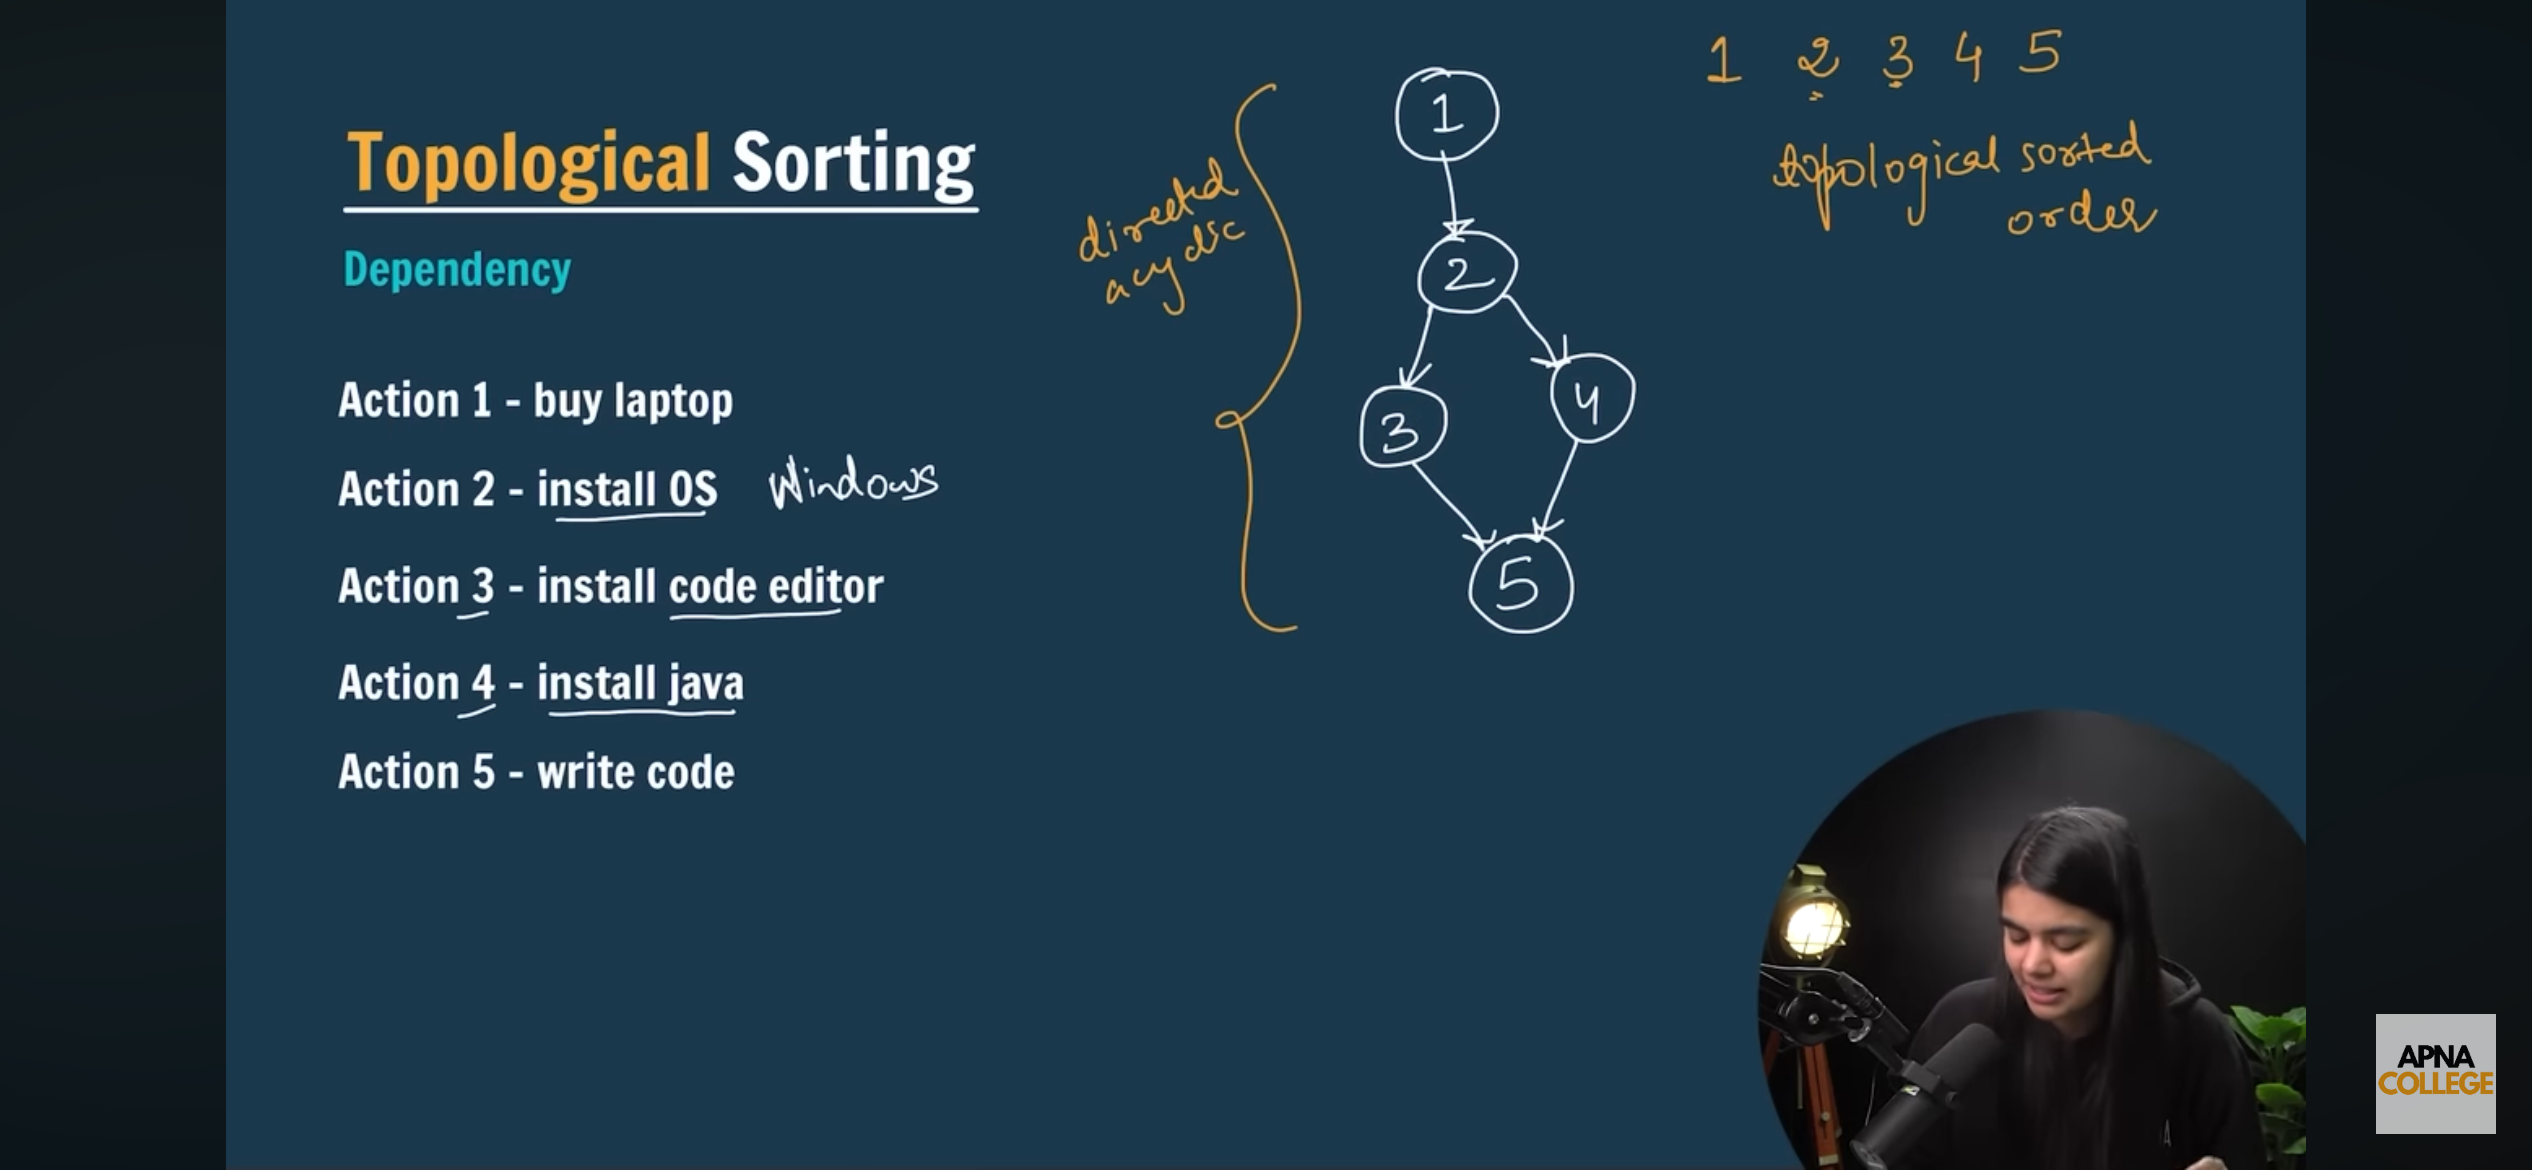 Topological Sorting
Dependency
Action 1 - buy laptop
Action 2 - install OS Windows
Action 3 - install code editor
Action 4 - install java
Action 5 - write code
directed
acyclic
1
2
3
4
5
1 2 3 4 5
topological sorted
order
APNA
COLLEGE